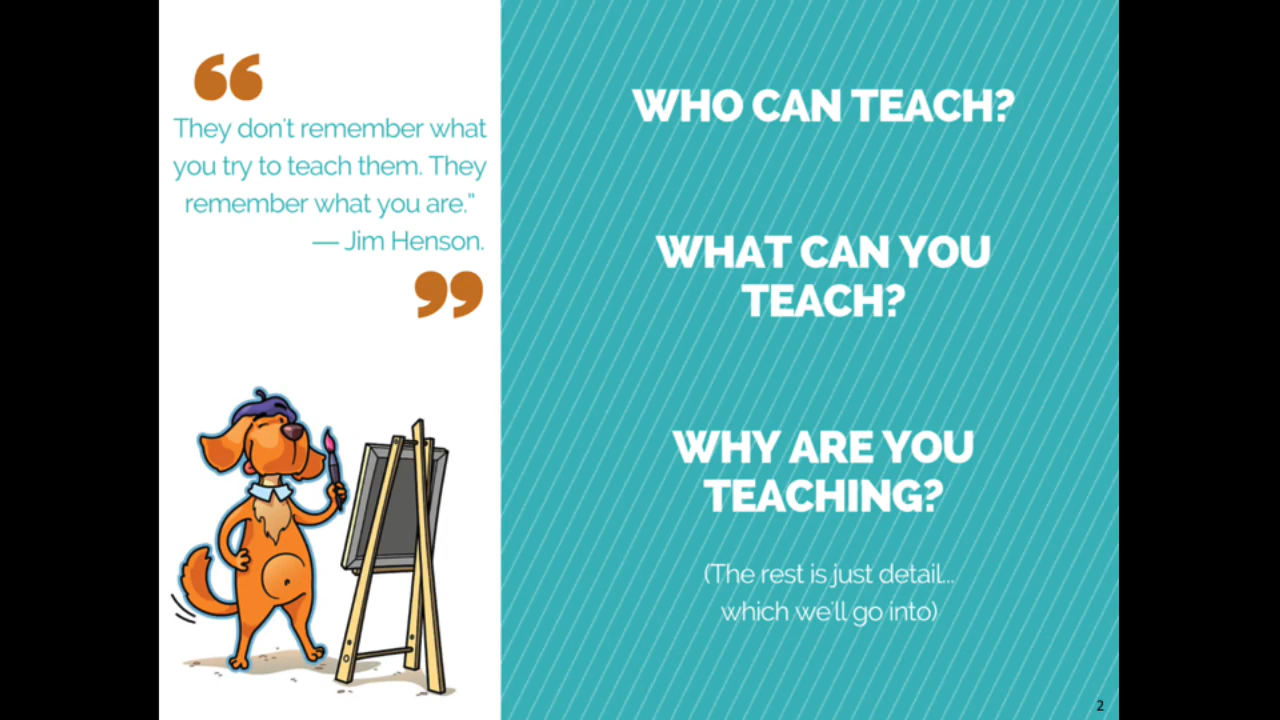 “
They don't remember what
you try to teach them. They
remember what you are.”
— Jim Henson.
”
WHO CAN TEACH?
WHAT CAN YOU
TEACH?
WHY ARE YOU
TEACHING?
(The rest is just detail...
which we'll go into)
2